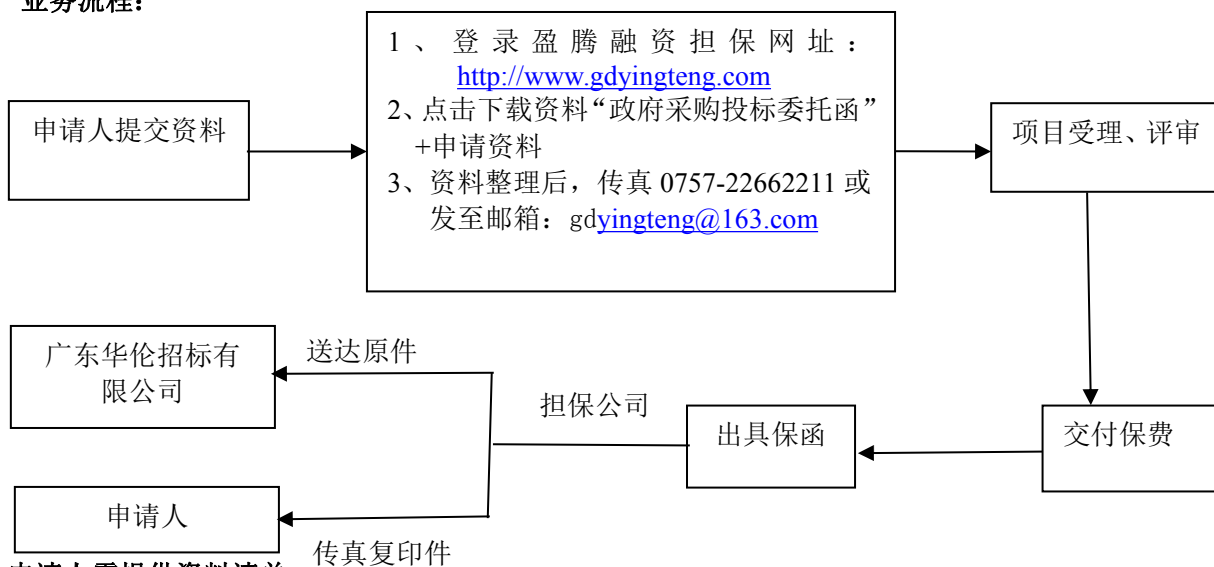 业务流程：
1、登录盈腾融资担保网址：
http://www.gdyingteng.com
2、点击下载资料“政府采购投标委托函”
+申请资料
3、资料整理后，传真 0757-22662211 或
发至邮箱：gdyingteng@163.com
申请人提交资料
项目受理、评审
广东华伦招标有
限公司
送达原件
担保公司
出具保函
交付保费
申请人
传真复印件
申请人需提供资料清单